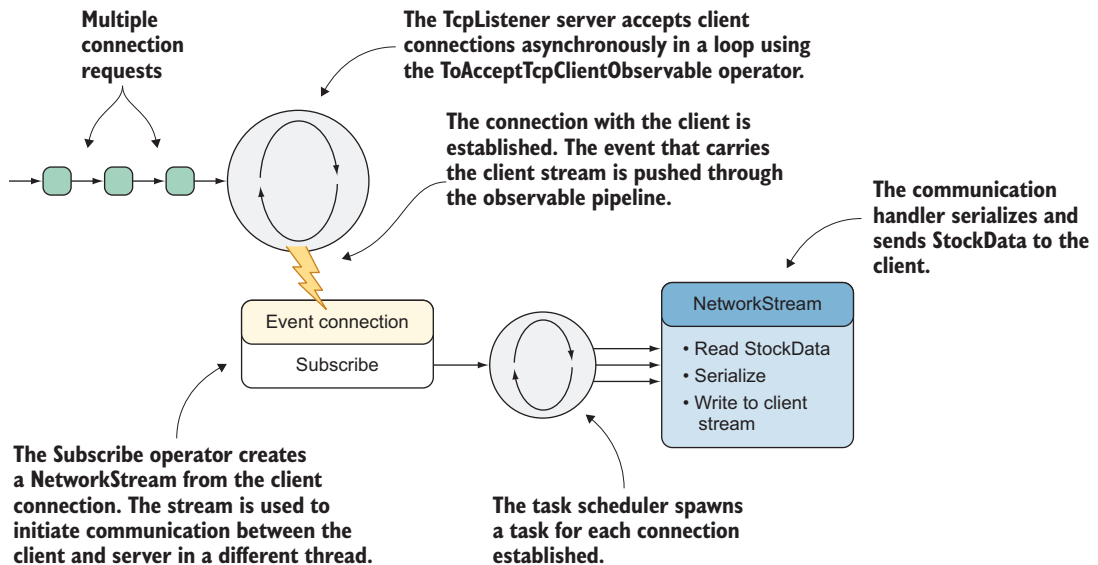 Multiple
connection
requests
The TcpListener server accepts client
connections asynchronously in a loop using
the ToAcceptTcpClientObservable operator.
The connection with the client is
established. The event that carries
the client stream is pushed through
the observable pipeline.
The communication
handler serializes and
sends StockData to the
client.
Event connection
Subscribe
NetworkStream
• Read StockData
• Serialize
• Write to client
stream
The Subscribe operator creates
a NetworkStream from the client
connection. The stream is used to
initiate communication between the
client and server in a different thread.
The task scheduler spawns
a task for each connection
established.